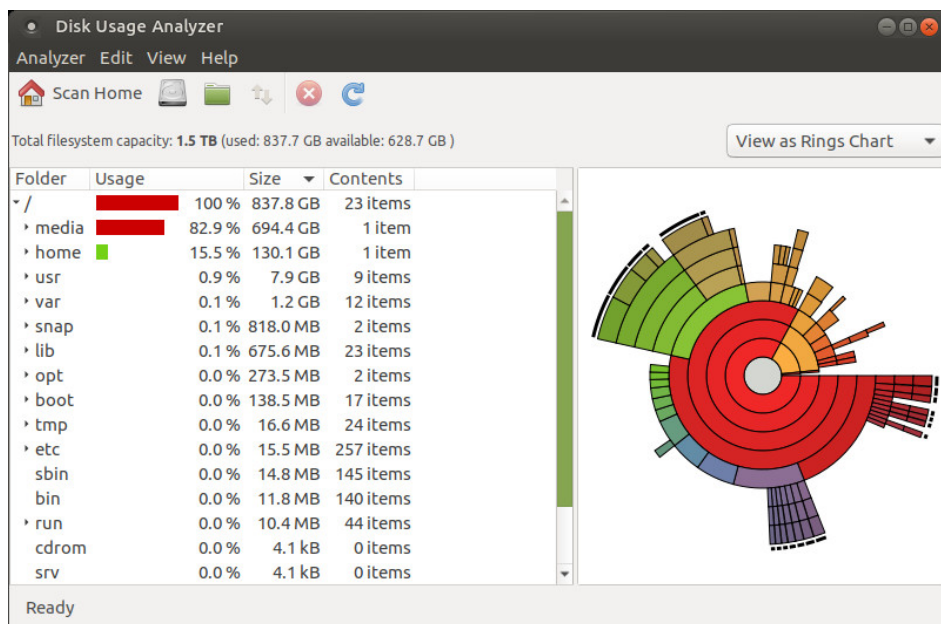 Disk Usage Analyzer
Analyzer Edit View Help
Scan Home
Total filesystem capacity: 1.5 TB (used: 837.7 GB available: 628.7 GB )
View as Rings Chart
Folder Usage Size Contents
/ 100 % 837.8 GB 23 items
media 82.9 % 694.4 GB 1 item
home 15.5 % 130.1 GB 1 item
usr 0.9 % 7.9 GB 9 items
var 0.1 % 1.2 GB 12 items
snap 0.1 % 818.0 MB 2 items
lib 0.1 % 675.6 MB 23 items
opt 0.0 % 273.5 MB 2 items
boot 0.0 % 138.5 MB 17 items
tmp 0.0 % 16.6 MB 24 items
etc 0.0 % 15.5 MB 257 items
sbin 0.0 % 14.8 MB 145 items
bin 0.0 % 11.8 MB 140 items
run 0.0 % 10.4 MB 44 items
cdrom 0.0 % 4.1 kB 0 items
srv 0.0 % 4.1 kB 0 items
Ready